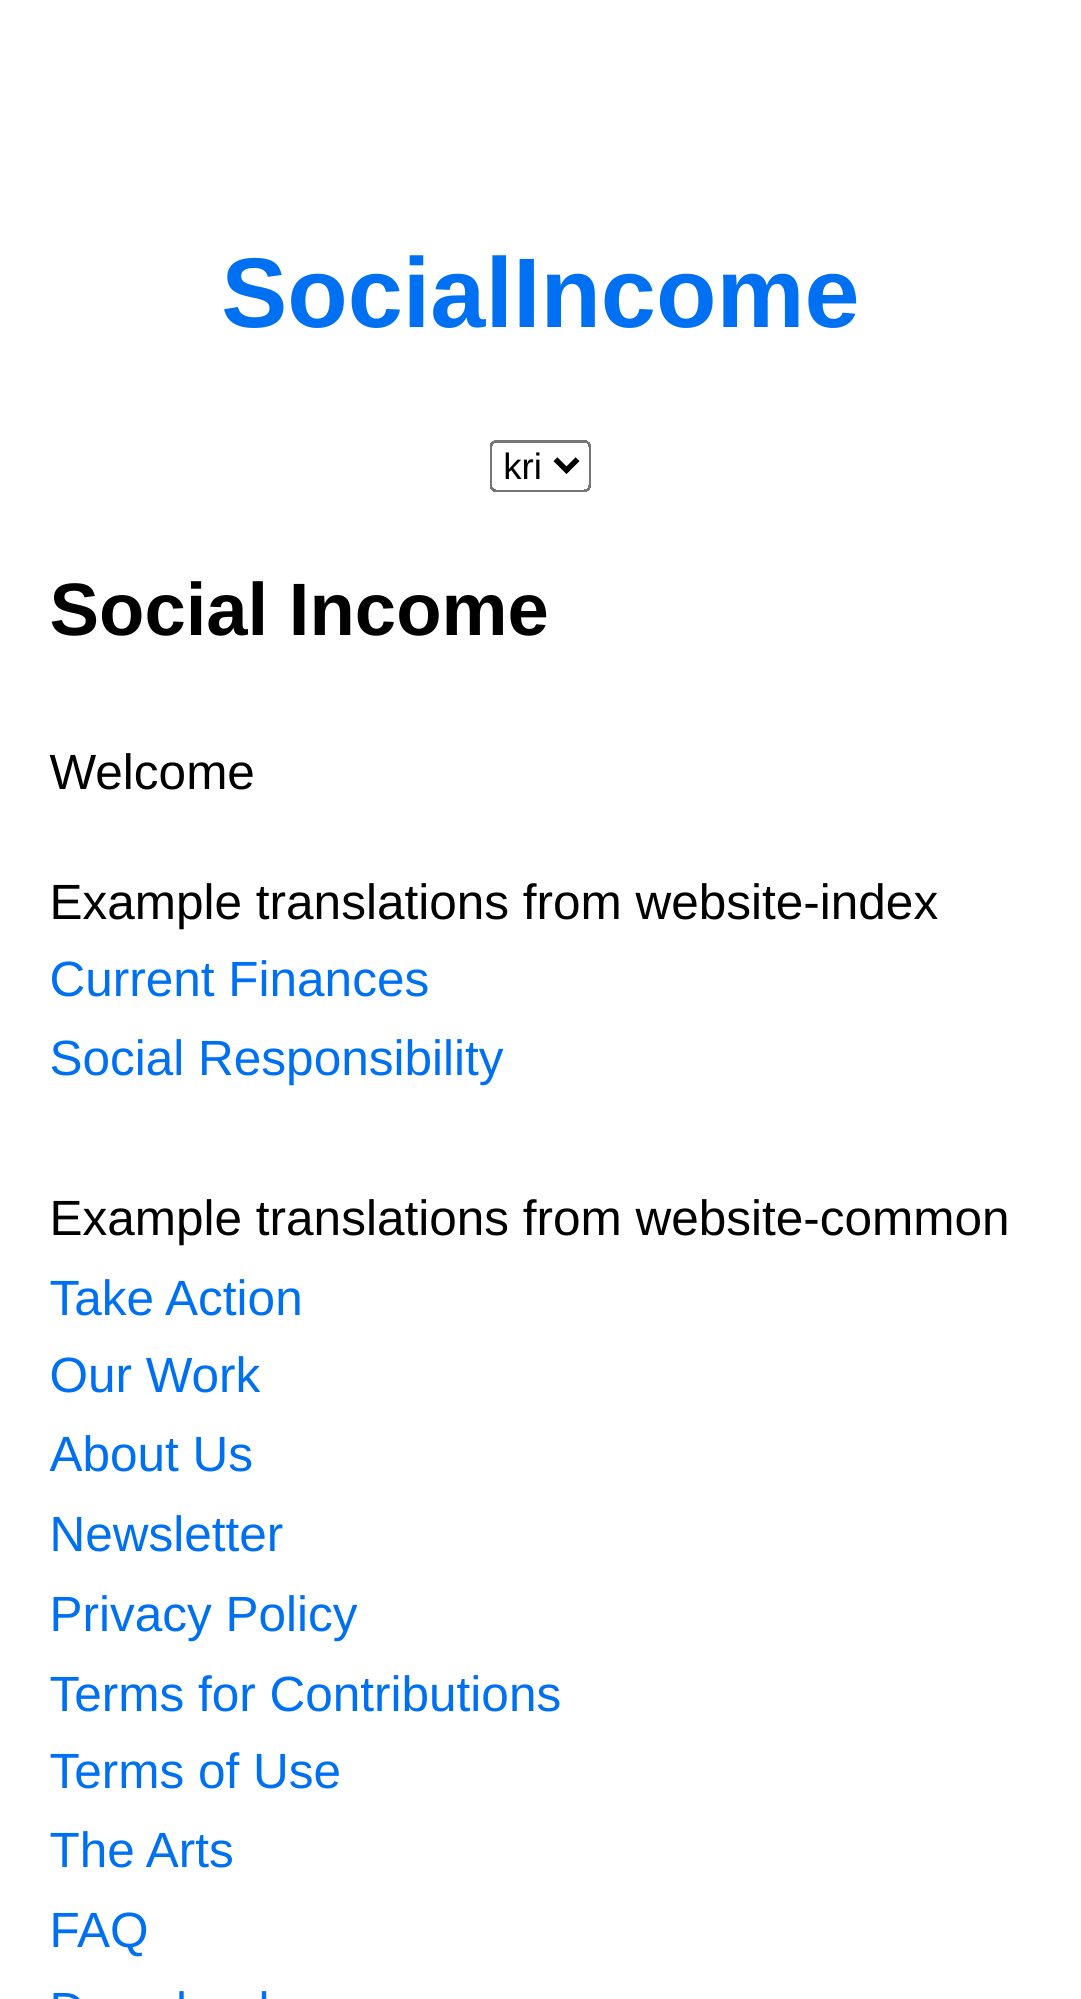 SocialIncome
kri
Social Income
Welcome
Example translations from website-index
Current Finances
Social Responsibility
Example translations from website-common
Take Action
Our Work
About Us
Newsletter
Privacy Policy
Terms for Contributions
Terms of Use
The Arts
FAQ